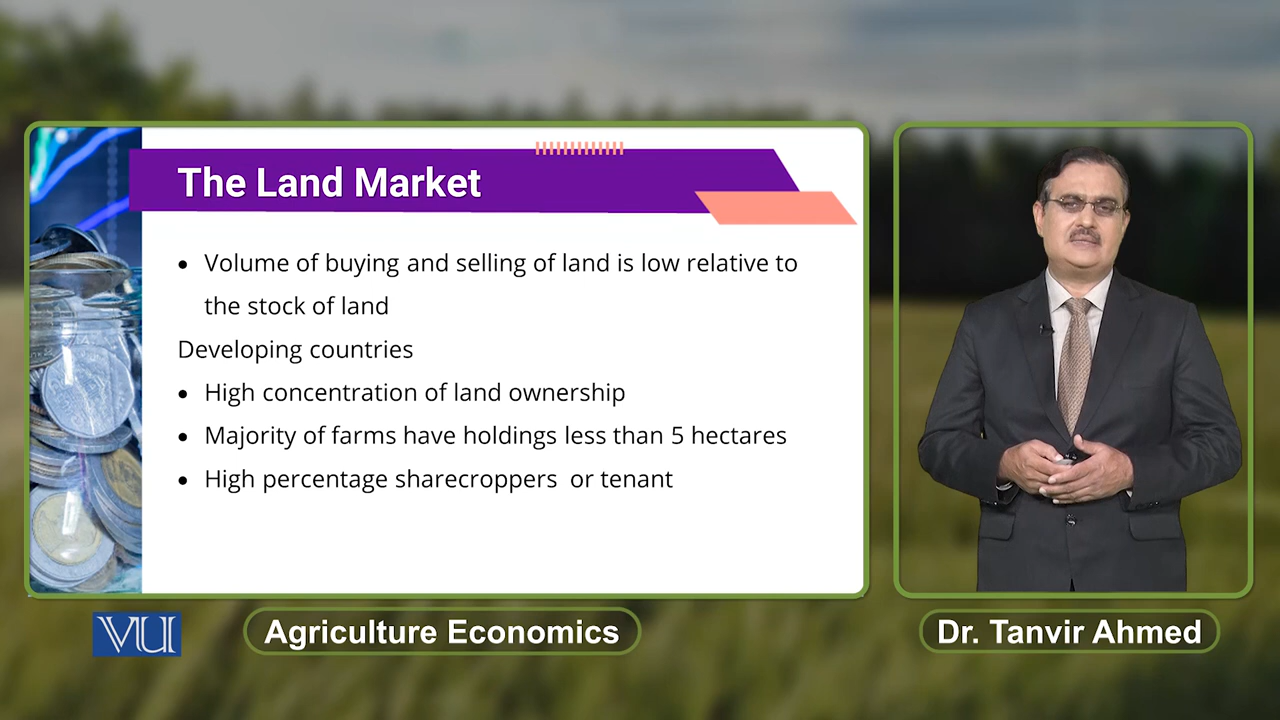 The Land Market
• Volume of buying and selling of land is low relative to
the stock of land
Developing countries
• High concentration of land ownership
• Majority of farms have holdings less than 5 hectares
• High percentage sharecroppers or tenant
VU
Agriculture Economics
Dr. Tanvir Ahmed